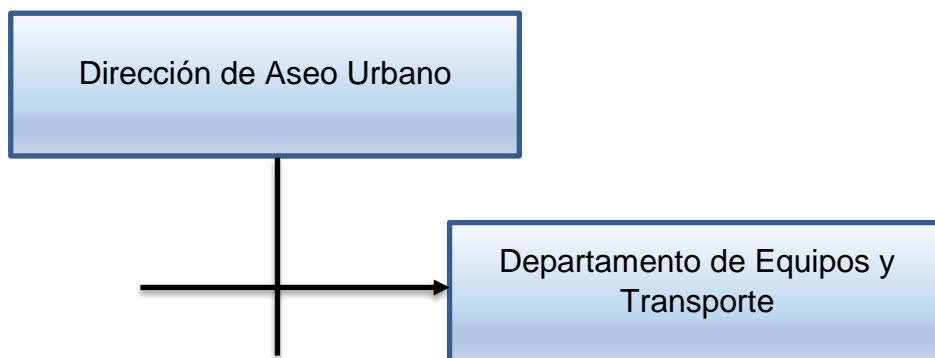 Dirección de Aseo Urbano
Departamento de Equipos y
Transporte